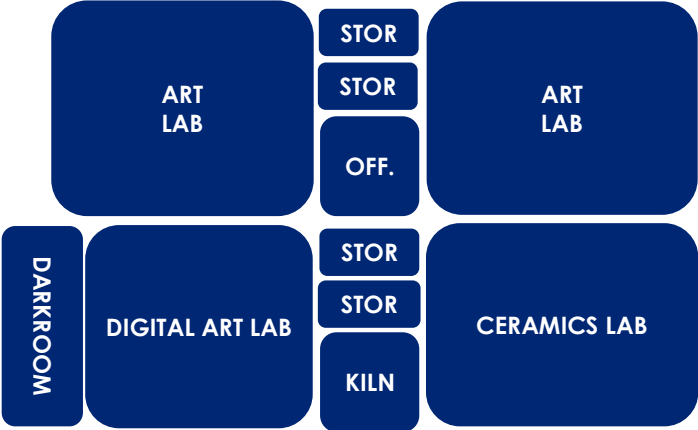 ART
LAB
STOR
STOR
OFF.
ART
LAB
DARKROOM
DIGITAL ART LAB
STOR
STOR
KILN
CERAMICS LAB